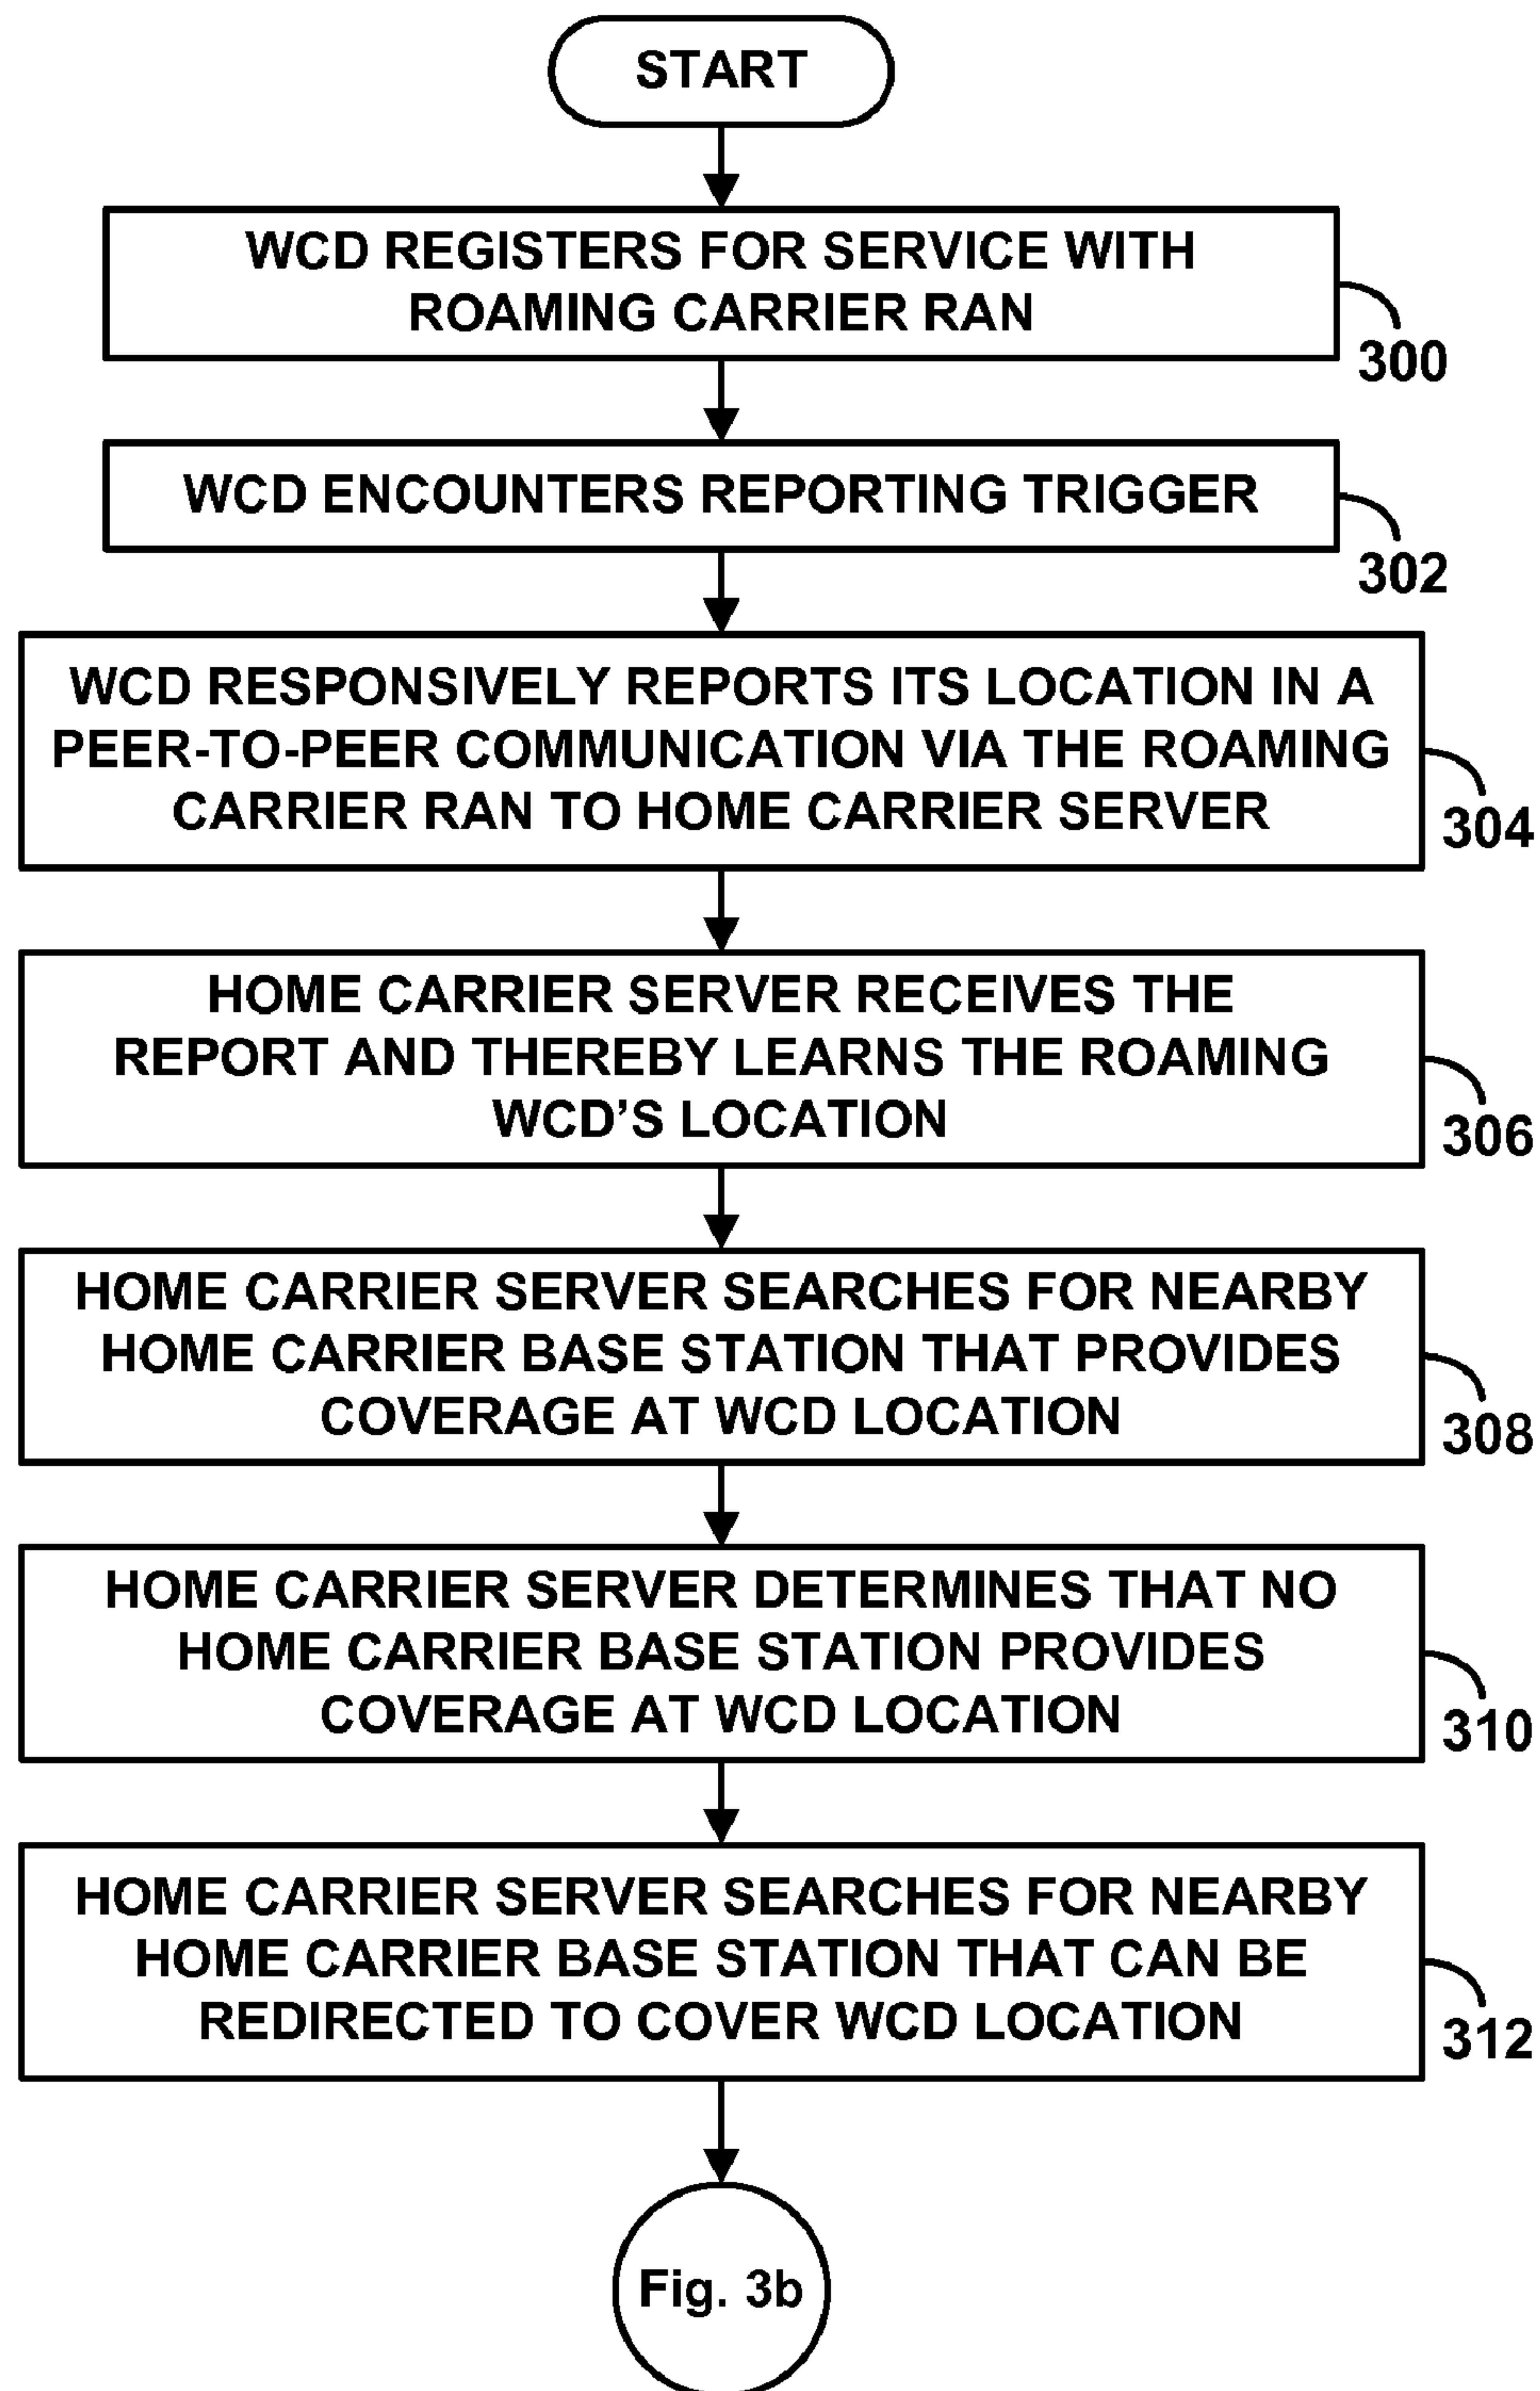 START
WCD REGISTERS FOR SERVICE WITH
ROAMING CARRIER RAN
300
WCD ENCOUNTERS REPORTING TRIGGER
302
WCD RESPONSIVELY REPORTS ITS LOCATION IN A
PEER-TO-PEER COMMUNICATION VIA THE ROAMING
CARRIER RAN TO HOME CARRIER SERVER
304
HOME CARRIER SERVER RECEIVES THE
REPORT AND THEREBY LEARNS THE ROAMING
WCD'S LOCATION
306
HOME CARRIER SERVER SEARCHES FOR NEARBY
HOME CARRIER BASE STATION THAT PROVIDES
COVERAGE AT WCD LOCATION
308
HOME CARRIER SERVER DETERMINES THAT NO
HOME CARRIER BASE STATION PROVIDES
COVERAGE AT WCD LOCATION
310
HOME CARRIER SERVER SEARCHES FOR NEARBY
HOME CARRIER BASE STATION THAT CAN BE
REDIRECTED TO COVER WCD LOCATION
312
Fig. 3b